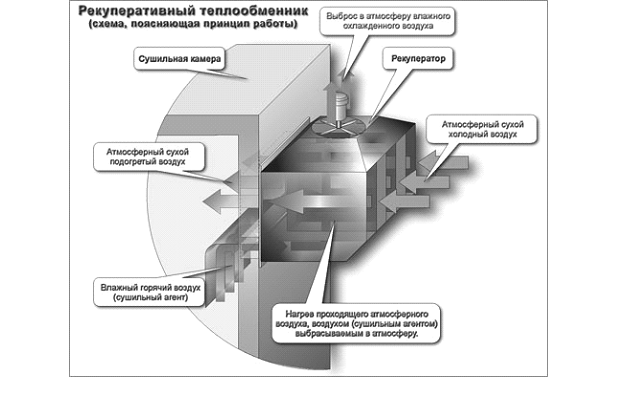 Рекуперативный теплообменник
(схема, поясняющая принцип работы)
Выброс в атмосферу влажного
охлажденного воздуха
Сушильная камера
Рекуператор
Атмосферный сухой
холодный воздух
Атмосферный сухой
подогретый воздух
Влажный горячий воздух
(сушильный агент)
Нагрев проходящего атмосферного
воздуха, воздухом (сушильным агентом)
выбрасываемым в атмосферу.